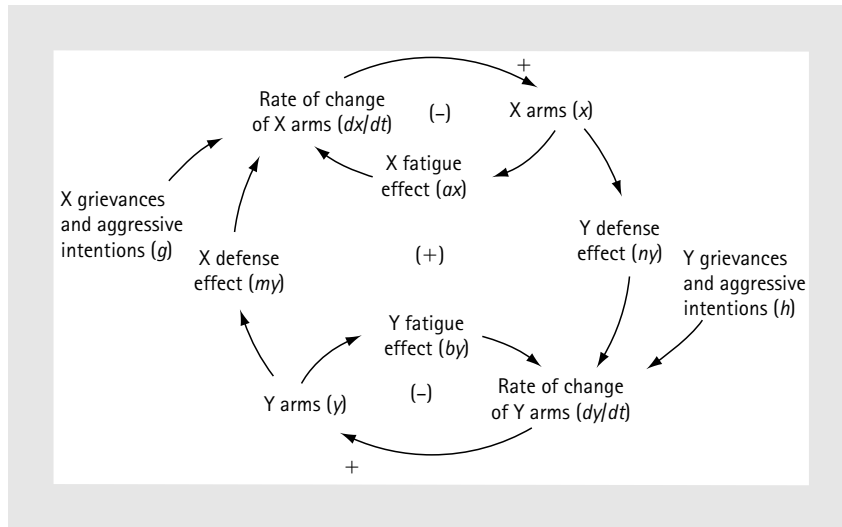 +
Rate of change
of X arms (dx/dt)
(–)
X arms (x)
X fatigue
effect (ax)
X grievances
and aggressive
intentions (g)
X defense
effect (my)
(+)
Y defense
effect (ny)
Y grievances
and aggressive
intentions (h)
Y fatigue
effect (by)
Y arms (y)
(–)
Rate of change
of Y arms (dy/dt)
+